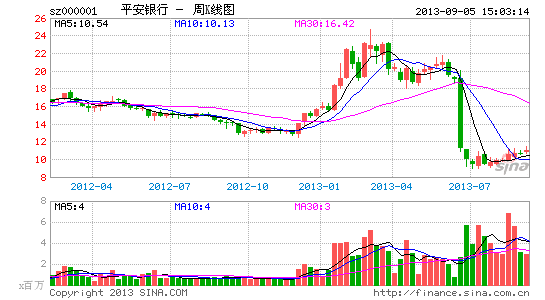 sz000001 平安银行 - 周K线图 2013-09-05 15:03:14
MA5:10.54 MA10:10.13 MA30:16.42
26
24
22
20
18
16
14
12
10
8
sina
2012-04 2012-07 2012-10 2013-01 2013-04 2013-07
8
MA5:4 MA10:4 MA30:3
6
4
2
x百万
Copyright 2013 SINA.COM http://finance.sina.com.cn